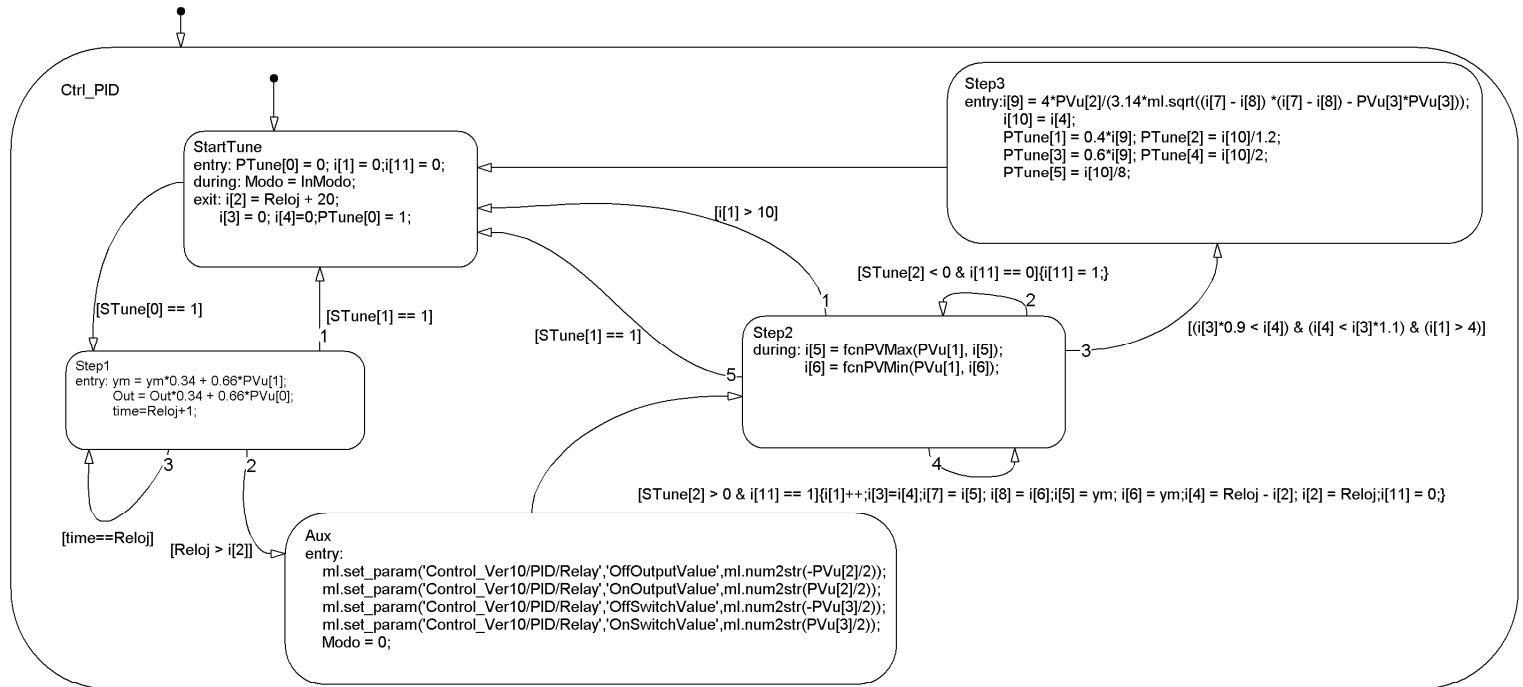 Ctrl_PID
StartTune
entry: PTune[0] = 0; i[1] = 0;i[11] = 0;
during: Modo = InModo;
exit: i[2] = Reloj + 20;
i[3] = 0; i[4]=0;PTune[0] = 1;
Step3
entry:i[9] = 4*PVu[2]/(3.14*ml.sqrt((i[7] - i[8]) *(i[7] - i[8]) - PVu[3]*PVu[3]));
i[10] = i[4];
PTune[1] = 0.4*i[9]; PTune[2] = i[10]/1.2;
PTune[3] = 0.6*i[9]; PTune[4] = i[10]/2;
PTune[5] = i[10]/8;
[i[1] > 10]
[STune[2] < 0 & i[11] == 0]{i[11] = 1;}
1
2
[STune[0] == 1]
[STune[1] == 1]
1
[STune[1] == 1]
[(i[3]*0.9 < i[4]) & (i[4] < i[3]*1.1) & (i[1] > 4)]
3
Step2
during: i[5] = fcnPVMax(PVu[1], i[5]);
i[6] = fcnPVMin(PVu[1], i[6]);
5
4
Step1
entry: ym = ym*0.34 + 0.66*PVu[1];
Out = Out*0.34 + 0.66*PVu[0];
time=Reloj+1;
3
2
[STune[2] > 0 & i[11] == 1]{i[1]++;i[3]=i[4];i[7] = i[5]; i[8] = i[6];i[5] = ym; i[6] = ym;i[4] = Reloj - i[2]; i[2] = Reloj;i[11] = 0;}
[time==Reloj]
[Reloj > i[2]]
Aux
entry:
ml.set_param('Control_Ver10/PID/Relay','OffOutputValue',ml.num2str(-PVu[2]/2));
ml.set_param('Control_Ver10/PID/Relay','OnOutputValue',ml.num2str(PVu[2]/2));
ml.set_param('Control_Ver10/PID/Relay','OffSwitchValue',ml.num2str(-PVu[3]/2));
ml.set_param('Control_Ver10/PID/Relay','OnSwitchValue',ml.num2str(PVu[3]/2));
Modo = 0;